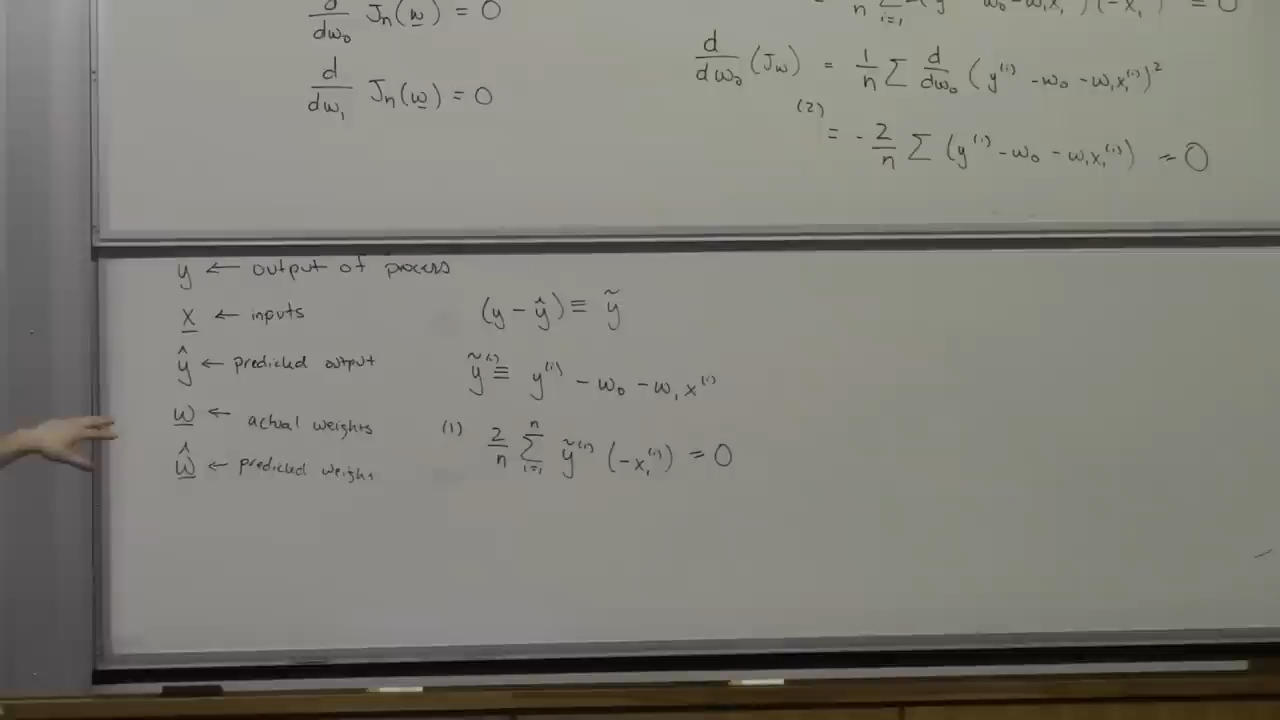 d/dw₀ Jₙ(w̲) = 0
d/dw₁ Jₙ(w̲) = 0
d/dw₀ (J_w) = 1/n ∑ d/dw₀ (y⁽ⁱ⁾ - w₀ - w₁x₁⁽ⁱ⁾)²
(2) = - 2/n ∑ (y⁽ⁱ⁾ - w₀ - w₁x₁⁽ⁱ⁾) = 0
y ← output of process
x̲ ← inputs
ŷ ← predicted output
w̲ ← actual weights
ŵ̲ ← predicted weights
(y - ŷ) ≡ ỹ
ỹ⁽ⁱ⁾ ≡ y⁽ⁱ⁾ - w₀ - w₁x⁽ⁱ⁾
(1) 2/n ∑ᵢ₌₁ⁿ ỹ⁽ⁱ⁾ (-x₁⁽ⁱ⁾) = 0